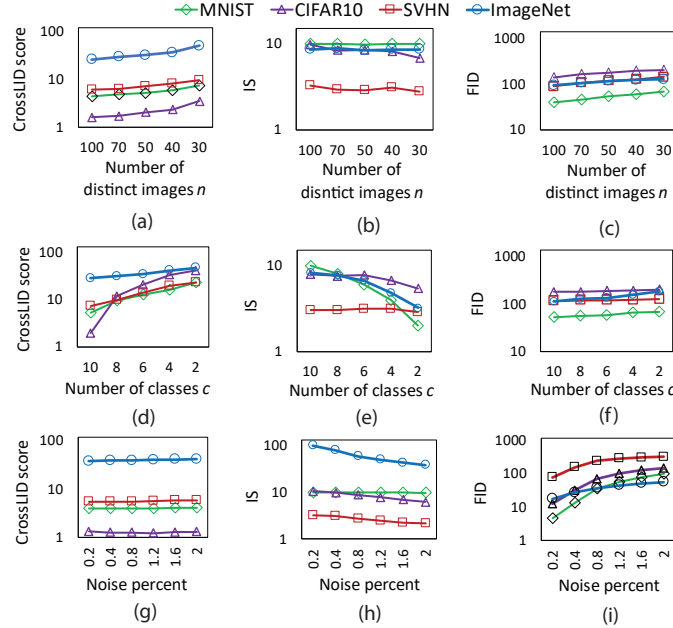 MNIST CIFAR10 SVHN ImageNet
CrossLID score
100
10
1
100 70 50 40 30
Number of
distinct images n
(a)
IS
10
1
100 70 50 40 30
Number of
disntict images n
(b)
FID
1000
100
10
100 70 50 40 30
Number of
distinct images n
(c)
CrossLID score
100
10
1
10 8 6 4 2
Number of classes c
(d)
IS
10
1
10 8 6 4 2
Number of classes c
(e)
FID
1000
100
10
10 8 6 4 2
Number of classes c
(f)
CrossLID score
100
10
1
0.2 0.4 0.8 1.2 1.6 2
Noise percent
(g)
IS
100
10
1
0.2 0.4 0.8 1.2 1.6 2
Noise percent
(h)
FID
1000
100
10
1
0.2 0.4 0.8 1.2 1.6 2
Noise percent
(i)